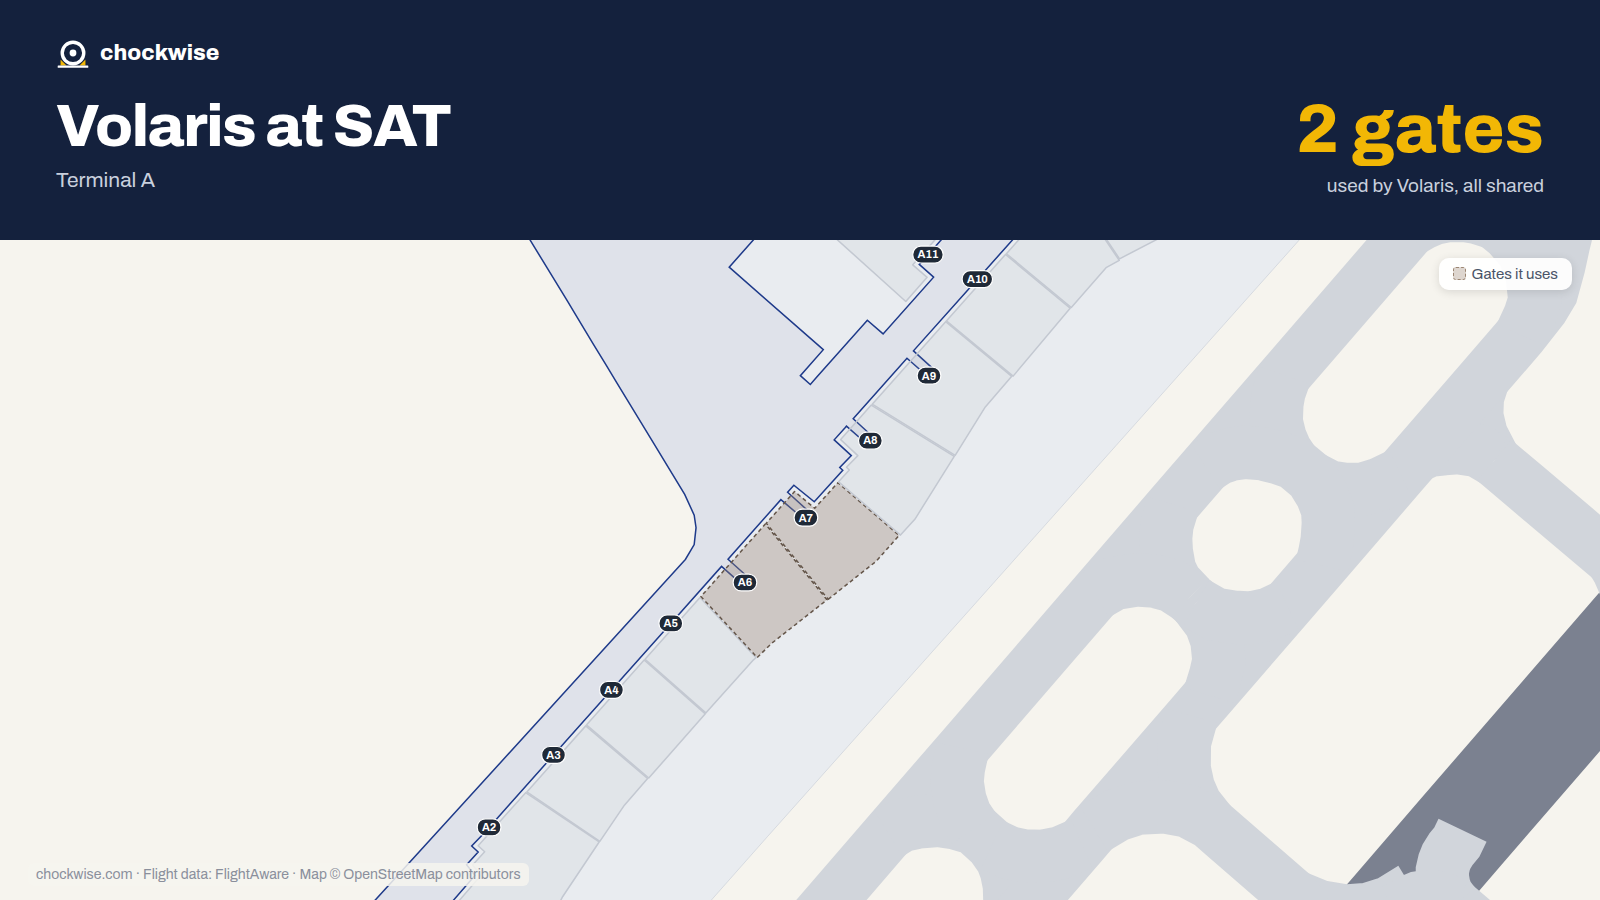 chockwise
Volaris at SAT
Terminal A
2 gates
used by Volaris, all shared
Gates it uses
A11
A10
A9
A8
A7
A6
A5
A4
A3
A2
chockwise.com · Flight data: FlightAware · Map © OpenStreetMap contributors